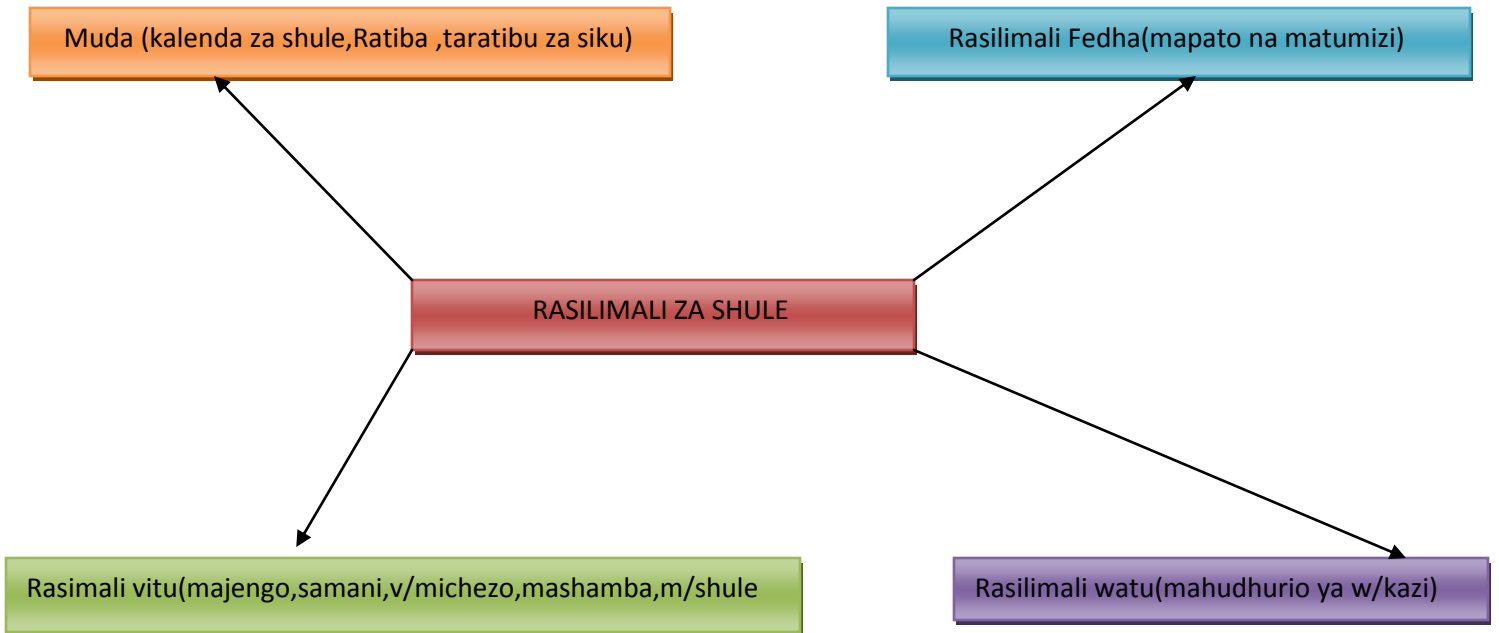 Muda (kalenda za shule,Ratiba ,taratibu za siku)
Rasilimali Fedha(mapato na matumizi)
RASILIMALI ZA SHULE
Rasimali vitu(majengo,samani,v/michezo,mashamba,m/shule
Rasilimali watu(mahudhurio ya w/kazi)